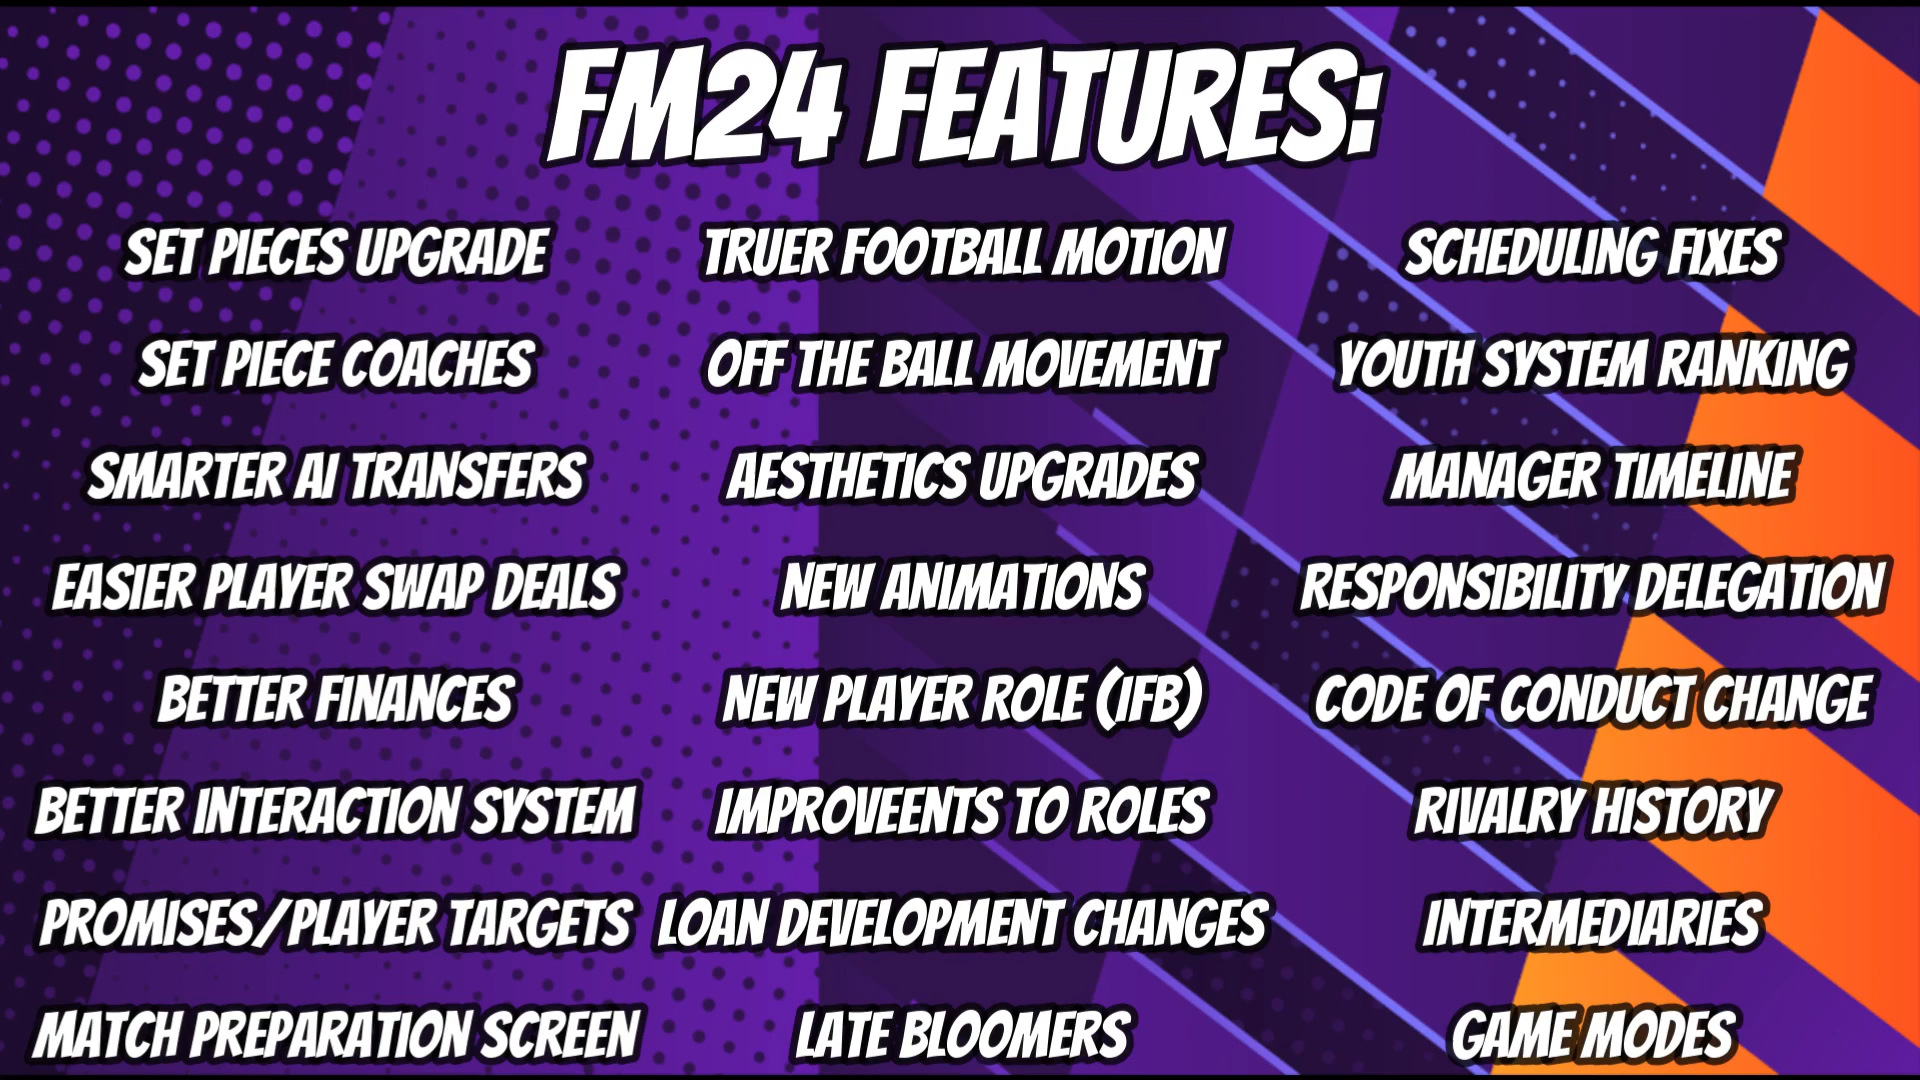 FM24 FEATURES:
SET PIECES UPGRADE
SET PIECE COACHES
SMARTER AI TRANSFERS
EASIER PLAYER SWAP DEALS
BETTER FINANCES
BETTER INTERACTION SYSTEM
PROMISES/PLAYER TARGETS
MATCH PREPARATION SCREEN
TRUER FOOTBALL MOTION
OFF THE BALL MOVEMENT
AESTHETICS UPGRADES
NEW ANIMATIONS
NEW PLAYER ROLE (IFB)
IMPROVEENTS TO ROLES
LOAN DEVELOPMENT CHANGES
LATE BLOOMERS
SCHEDULING FIXES
YOUTH SYSTEM RANKING
MANAGER TIMELINE
RESPONSIBILITY DELEGATION
CODE OF CONDUCT CHANGE
RIVALRY HISTORY
INTERMEDIARIES
GAME MODES